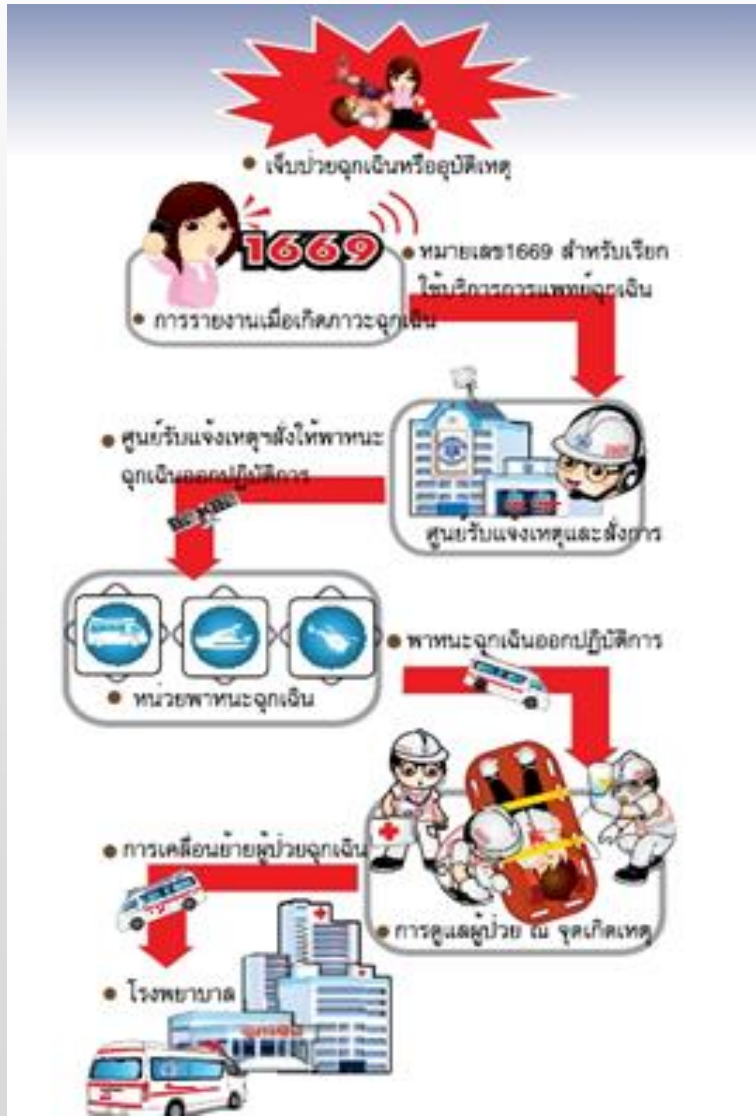 เจ็บป่วยฉุกเฉินหรืออุบัติเหตุ
1669
หมายเลข1669 สำหรับเรียก
ใช้บริการการแพทย์ฉุกเฉิน
การรายงานเมื่อเกิดภาวะฉุกเฉิน
ศูนย์รับแจ้งเหตุฯสั่งให้พาหนะ
ฉุกเฉินออกปฏิบัติการ
ศูนย์รับแจ้งเหตุและสั่งการ
พาหนะฉุกเฉินออกปฏิบัติการ
หน่วยพาหนะฉุกเฉิน
การเคลื่อนย้ายผู้ป่วยฉุกเฉิน
การดูแลผู้ป่วย ณ จุดเกิดเหตุ
โรงพยาบาล